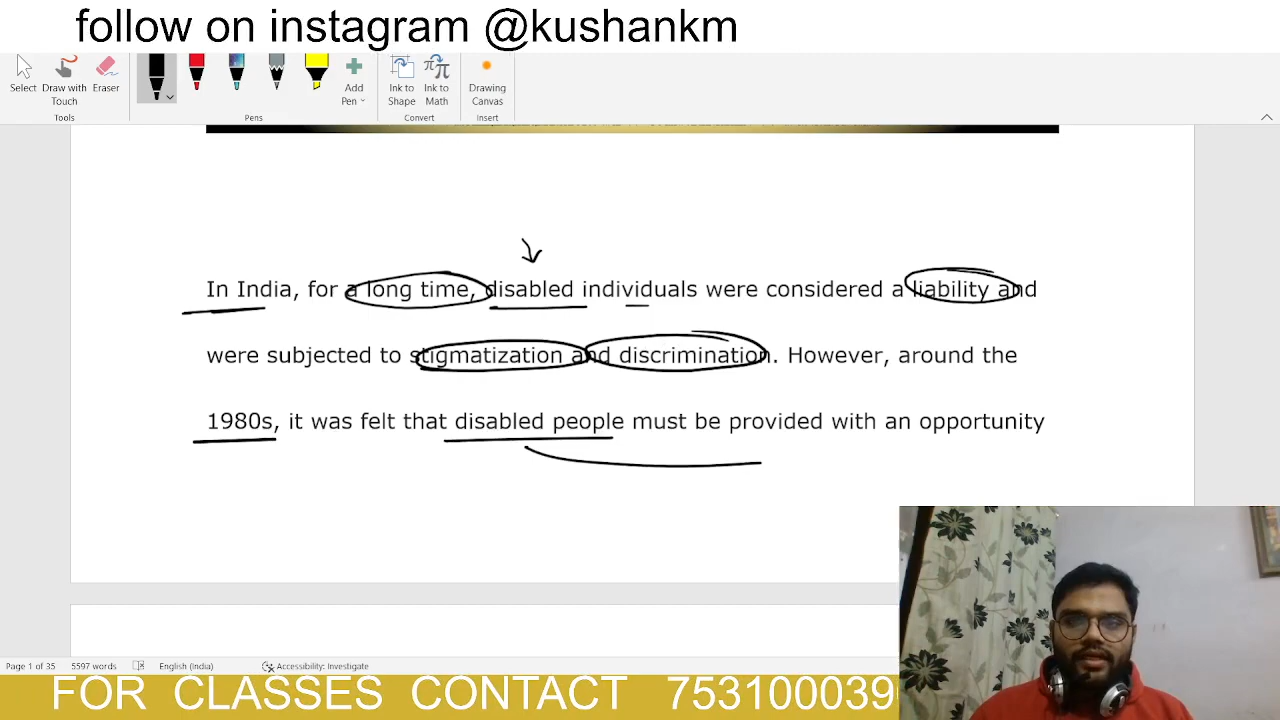 follow on instagram @kushankm
Select
Draw with Touch
Eraser
Add Pen
Ink to Shape
Ink to Math
Drawing Canvas
Tools
Pens
Convert
Insert
In India, for a long time, disabled individuals were considered a liability and
were subjected to stigmatization and discrimination. However, around the
1980s, it was felt that disabled people must be provided with an opportunity
Page 1 of 35
5597 words
English (India)
Accessibility: Investigate
FOR CLASSES CONTACT